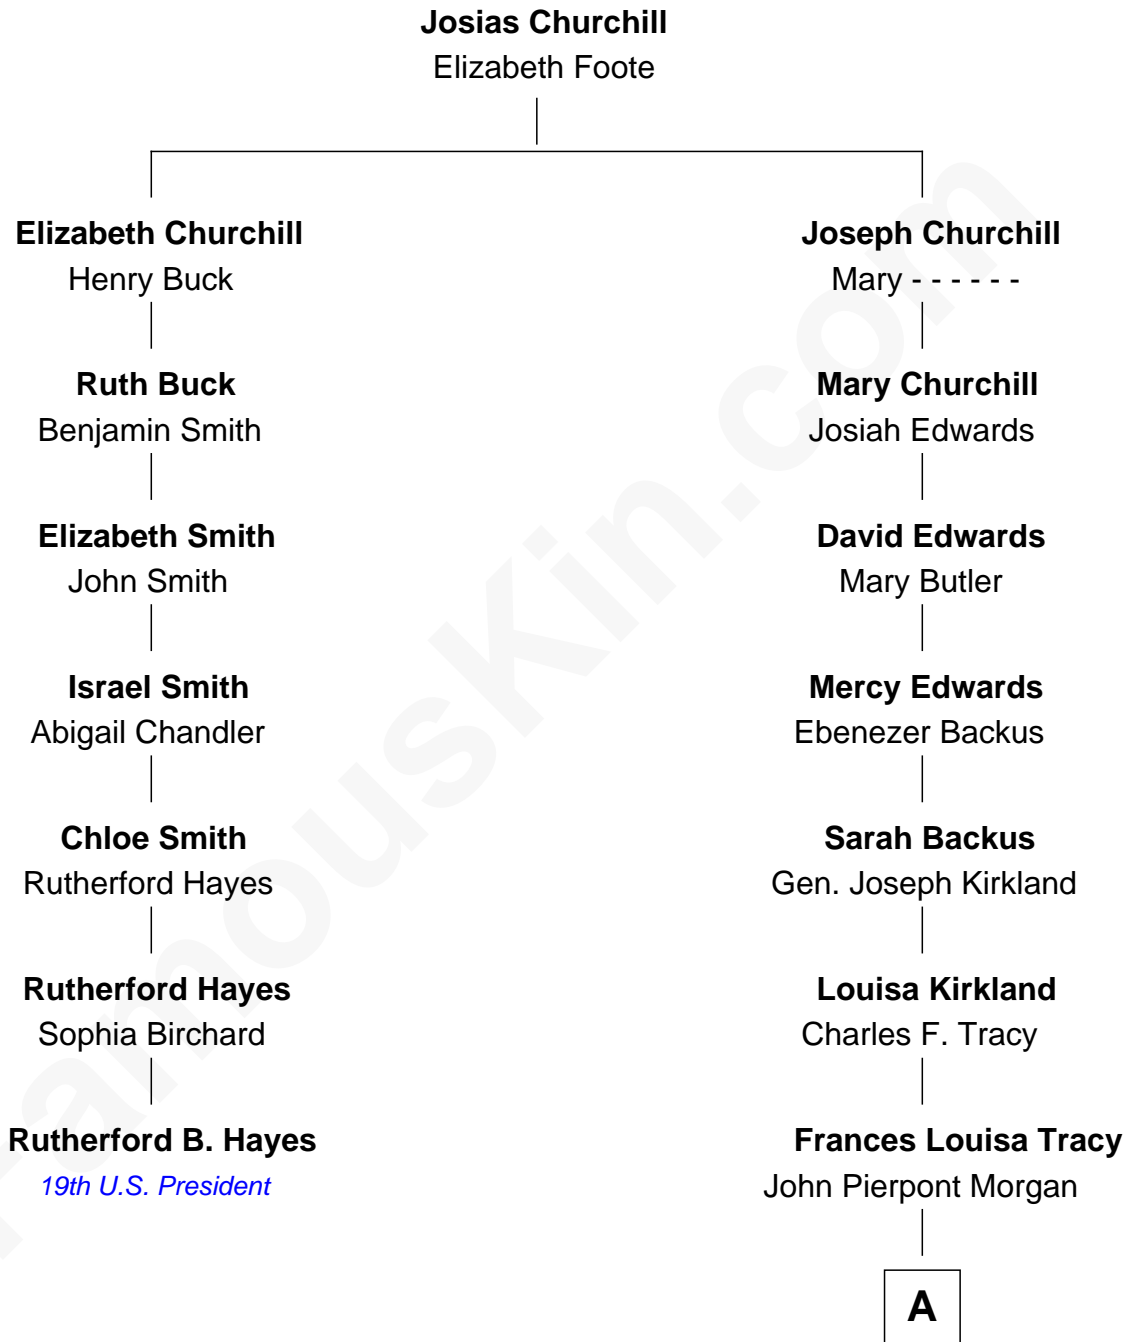 Josias Churchill
Elizabeth Foote
Elizabeth Churchill
Henry Buck
Ruth Buck
Benjamin Smith
Elizabeth Smith
John Smith
Israel Smith
Abigail Chandler
Chloe Smith
Rutherford Hayes
Rutherford Hayes
Sophia Birchard
Rutherford B. Hayes
19th U.S. President
Joseph Churchill
Mary - - - - - -
Mary Churchill
Josiah Edwards
David Edwards
Mary Butler
Mercy Edwards
Ebenezer Backus
Sarah Backus
Gen. Joseph Kirkland
Louisa Kirkland
Charles F. Tracy
Frances Louisa Tracy
John Pierpont Morgan
A
FamousKin.com